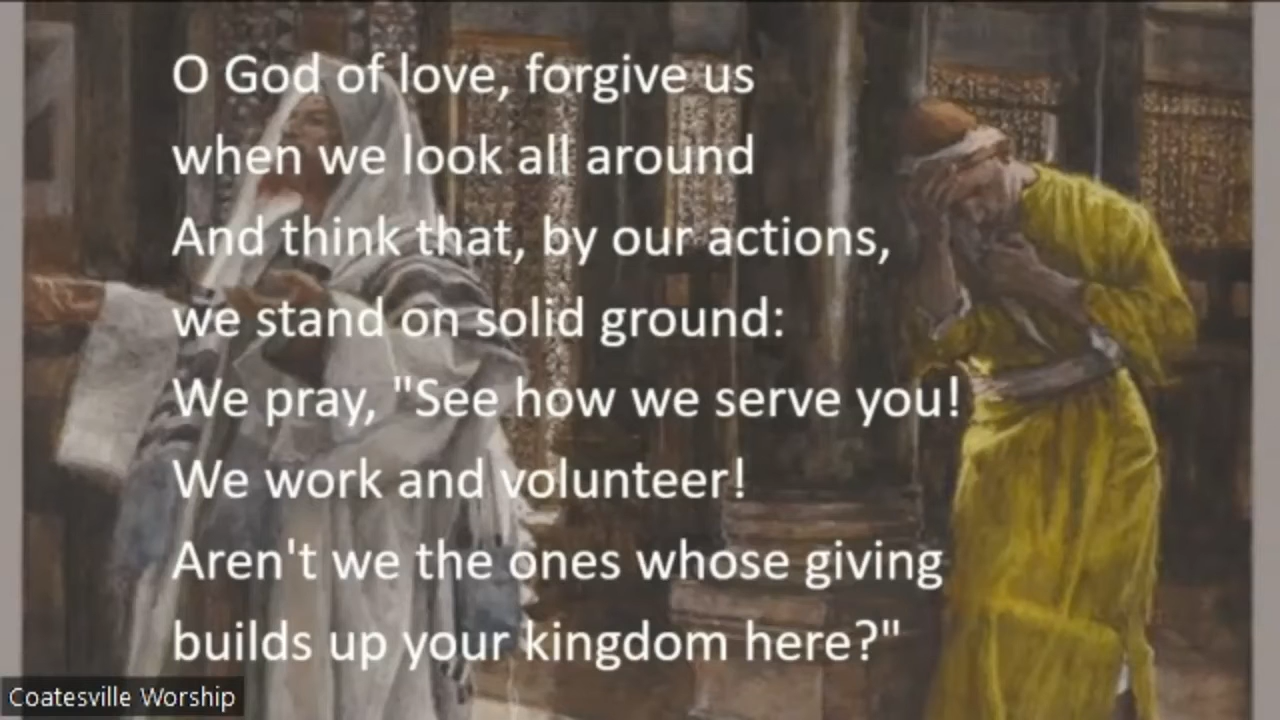 O God of love, forgive us
when we look all around
And think that, by our actions,
we stand on solid ground:
We pray, "See how we serve you!
We work and volunteer!
Aren't we the ones whose giving
builds up your kingdom here?"
Coatesville Worship